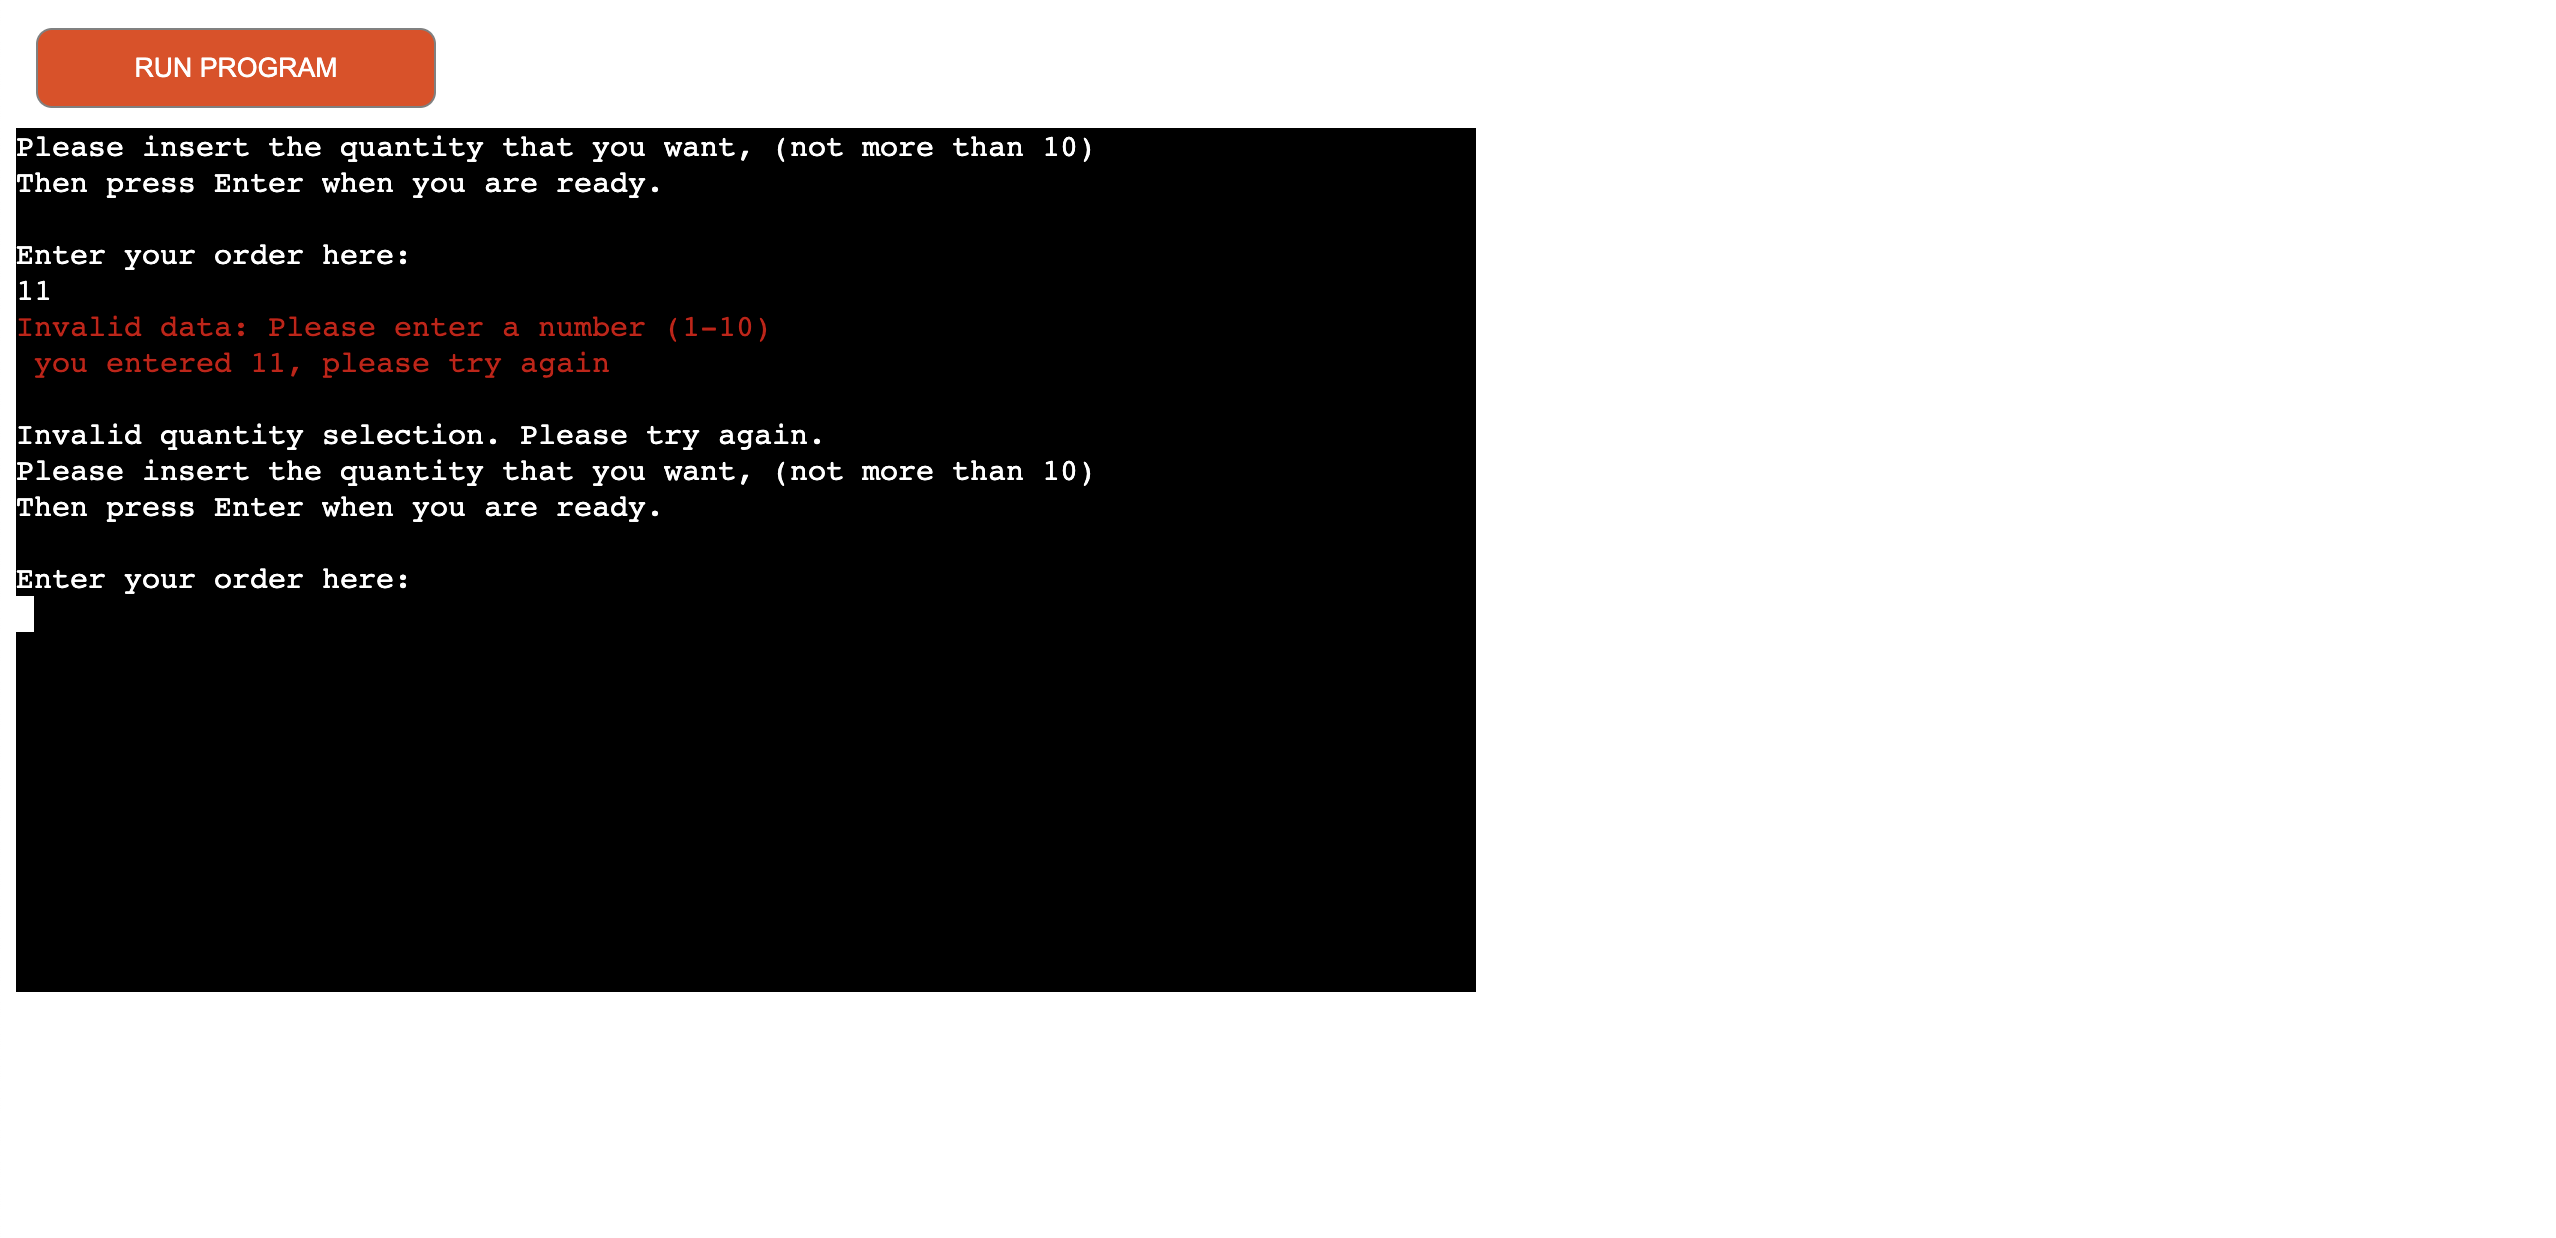 RUN PROGRAM
Please insert the quantity that you want, (not more than 10)
Then press Enter when you are ready.
Enter your order here:
11
Invalid data: Please enter a number (1-10)
you entered 11, please try again
Invalid quantity selection. Please try again.
Please insert the quantity that you want, (not more than 10)
Then press Enter when you are ready.
Enter your order here: